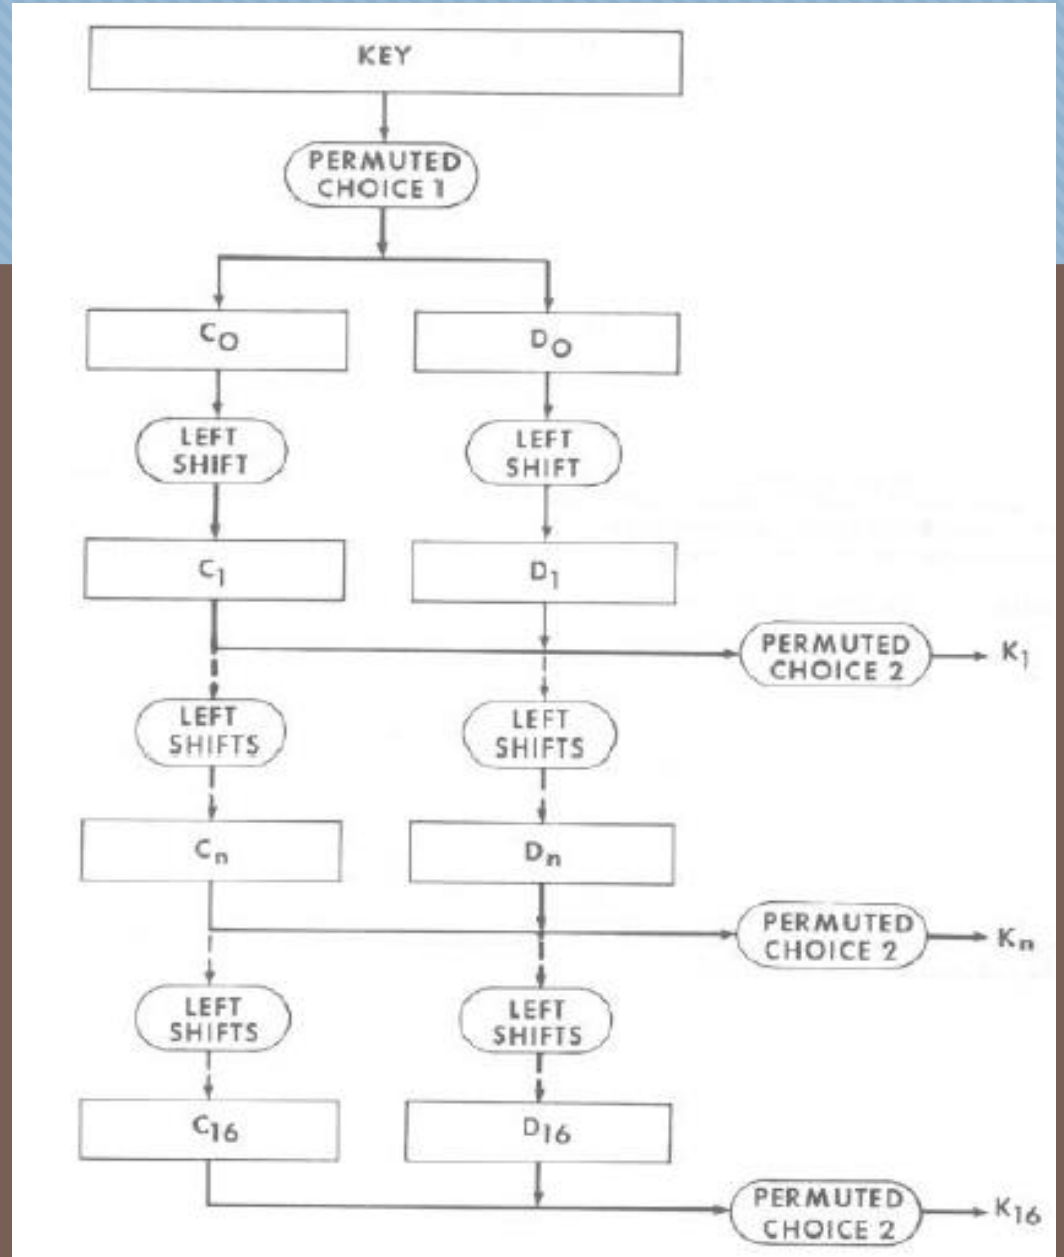 KEY
PERMUTED
CHOICE 1
C0
D0
LEFT
SHIFT
LEFT
SHIFT
C1
D1
PERMUTED
CHOICE 2
K1
LEFT
SHIFTS
LEFT
SHIFTS
Cn
Dn
PERMUTED
CHOICE 2
Kn
LEFT
SHIFTS
LEFT
SHIFTS
C16
D16
PERMUTED
CHOICE 2
K16